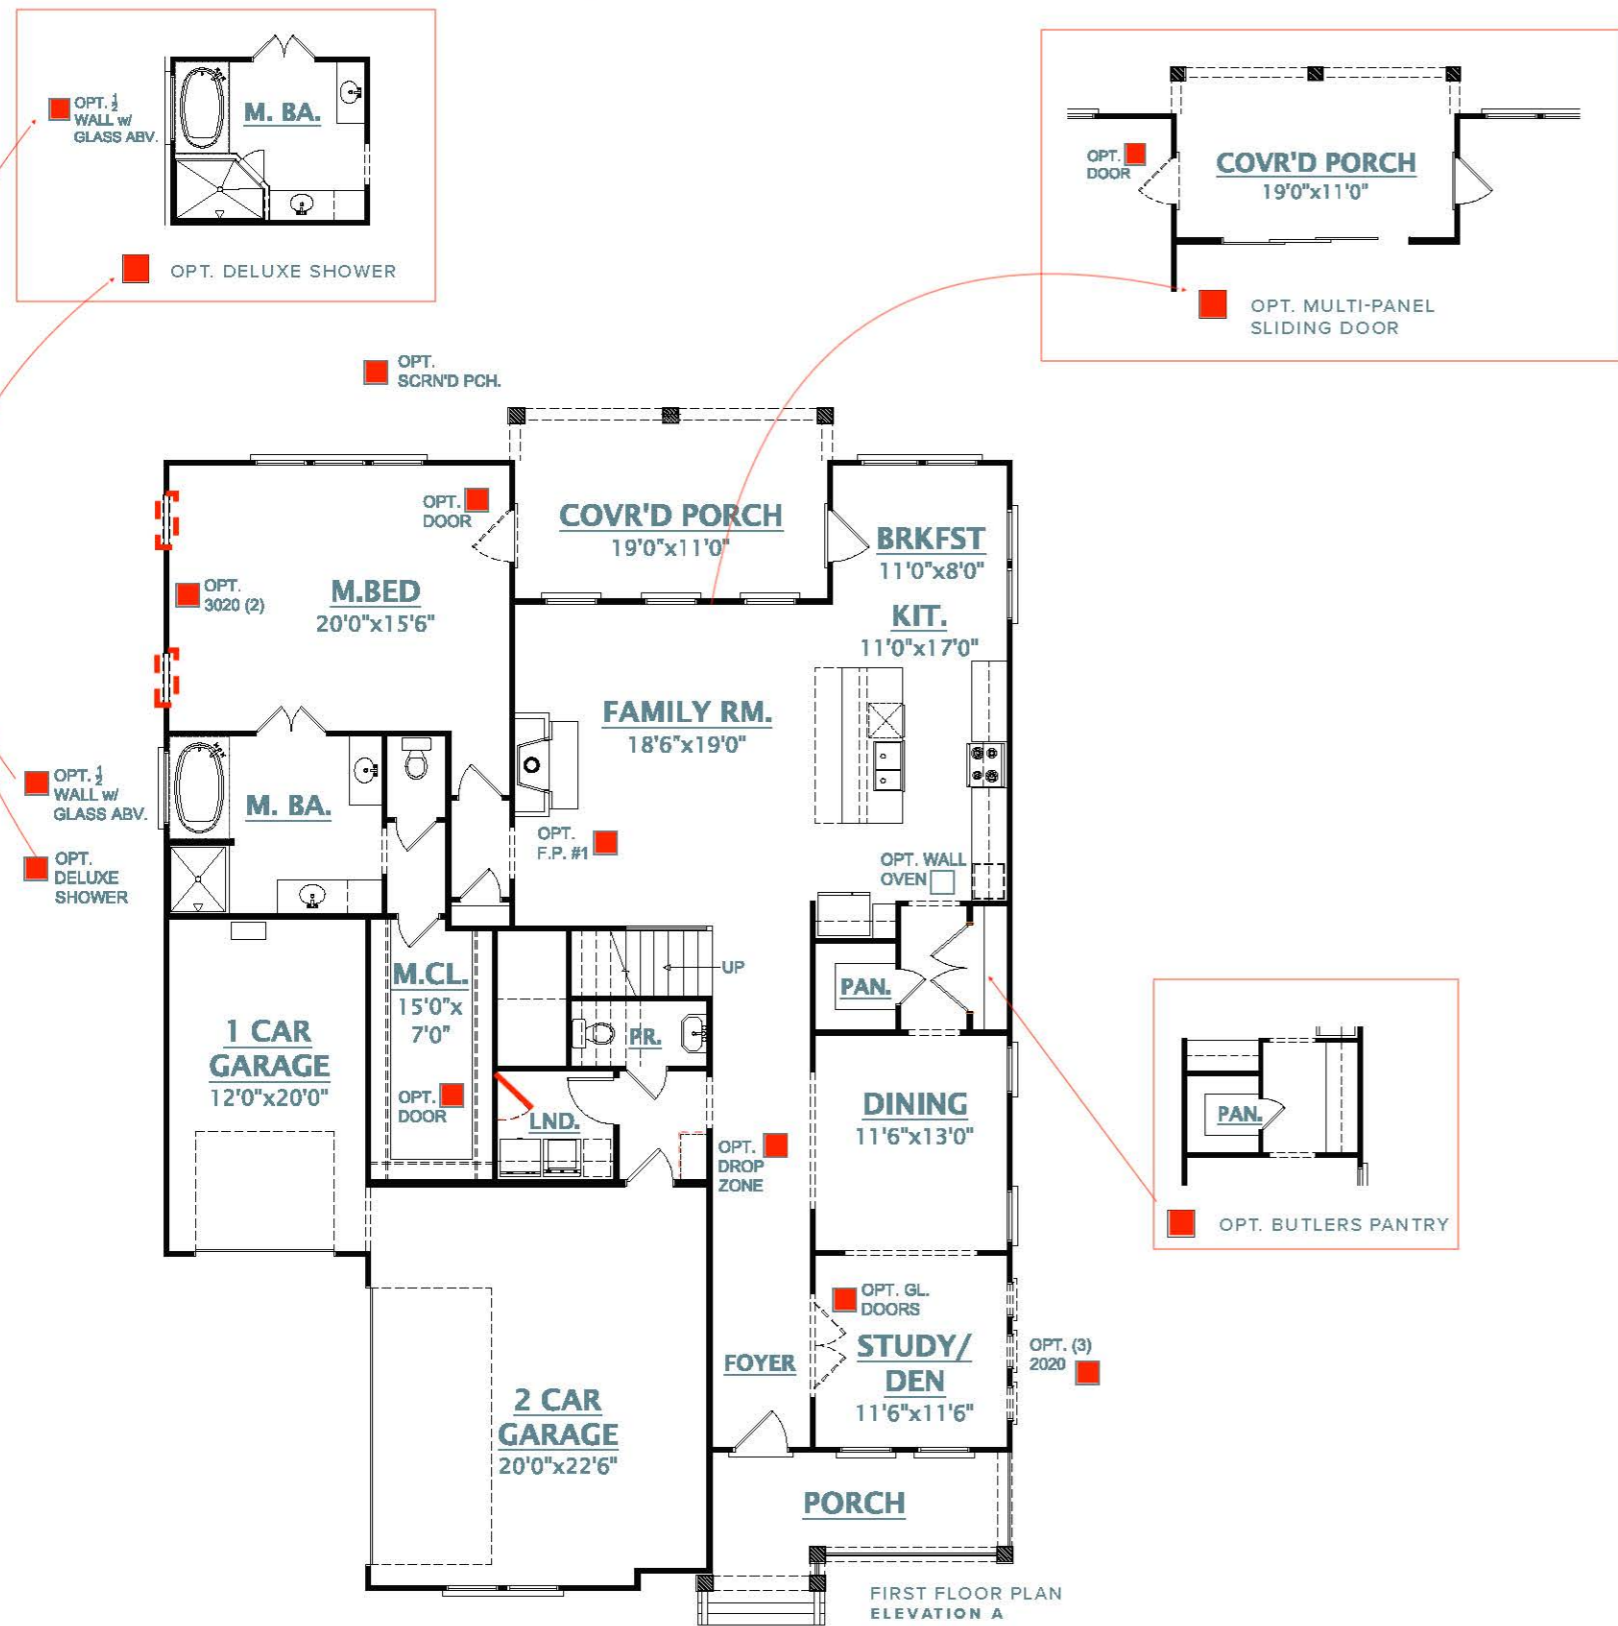 OPT. ½
WALL w/
GLASS ABV.
M. BA.
OPT. DELUXE SHOWER
OPT.
DOOR
COVR'D PORCH
19'0"x11'0"
OPT. MULTI-PANEL
SLIDING DOOR
OPT.
SCRN'D PCH.
OPT.
DOOR
COVR'D PORCH
19'0"x11'0"
BRKFST
11'0"x8'0"
OPT.
3020 (2)
M.BED
20'0"x15'6"
KIT.
11'0"x17'0"
FAMILY RM.
18'6"x19'0"
OPT. ½
WALL w/
GLASS ABV.
M. BA.
OPT.
F.P. #1
OPT. WALL
OVEN
OPT.
DELUXE
SHOWER
UP
M.CL.
15'0"x
7'0"
PAN.
1 CAR
GARAGE
12'0"x20'0"
PR.
OPT.
DOOR
LND.
DINING
11'6"x13'0"
PAN.
OPT. BUTLERS PANTRY
OPT.
DROP
ZONE
OPT. GL.
DOORS
STUDY/
DEN
11'6"x11'6"
OPT. (3)
2020
FOYER
2 CAR
GARAGE
20'0"x22'6"
PORCH
FIRST FLOOR PLAN
ELEVATION A